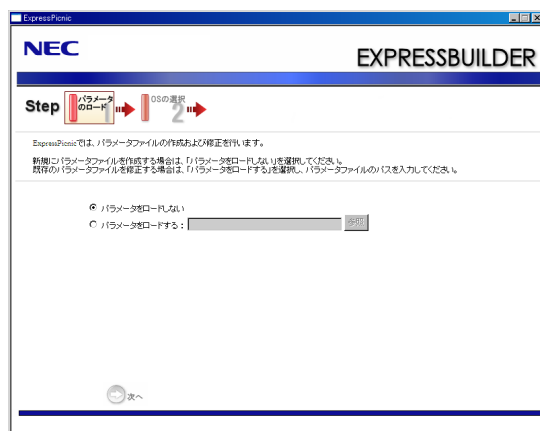 ExpressPicnic
NEC
EXPRESSBUILDER
Step
パラメータ
のロード
1
OSの選択
2
ExpressPicnicでは、パラメータファイルの作成および修正を行います。
新規にパラメータファイルを作成する場合は、「パラメータをロードしない」を選択してください。
既存のパラメータファイルを修正する場合は、「パラメータをロードする」を選択し、パラメータファイルのパスを入力してください。
パラメータをロードしない
パラメータをロードする：
参照
次へ